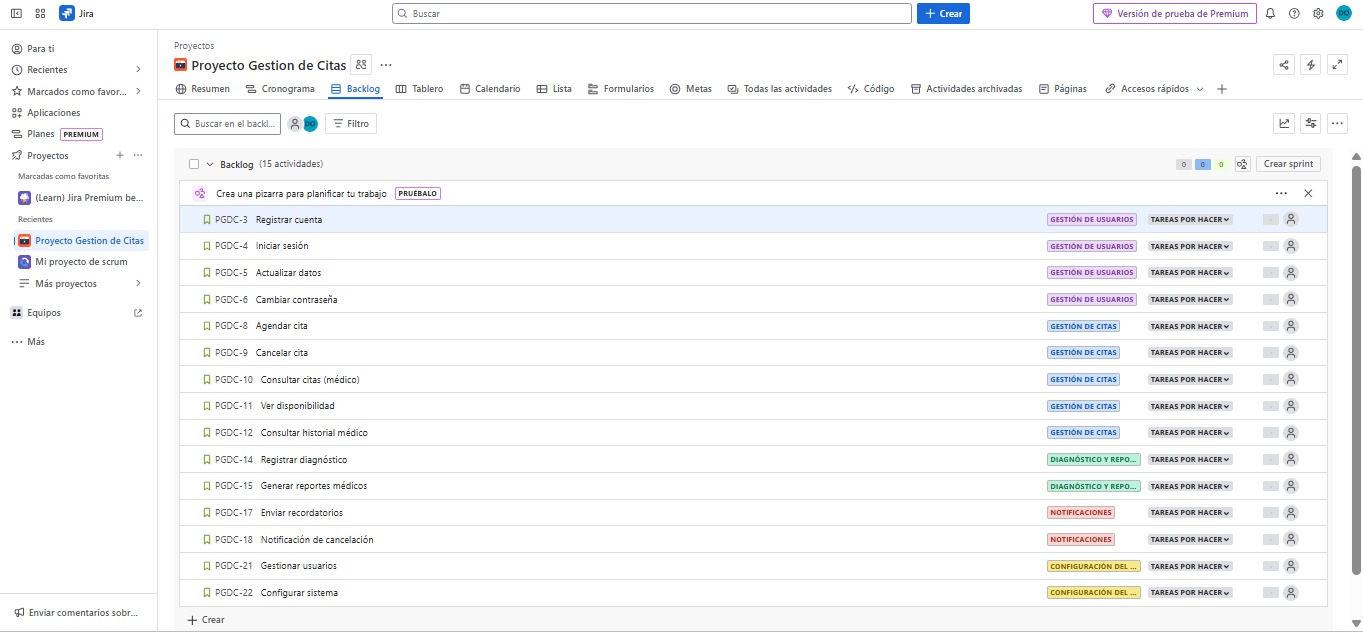 Jira
Buscar
+ Crear
Versión de prueba de Premium
DO
Para ti
Recientes
Marcados como favor...
Aplicaciones
Planes PREMIUM
Proyectos
Marcadas como favoritas
(Learn) Jira Premium be...
Recientes
Proyecto Gestion de Citas
Mi proyecto de scrum
Más proyectos
Equipos
Más
Enviar comentarios sobr...
Proyectos
Proyecto Gestion de Citas
Resumen Cronograma Backlog Tablero Calendario Lista Formularios Metas Todas las actividades Código Actividades archivadas Páginas Accesos rápidos
Buscar en el backl... DO Filtro
Backlog (15 actividades) 0 0 0 Crear sprint
Crea una pizarra para planificar tu trabajo PRUÉBALO
PGDC-3 Registrar cuenta GESTIÓN DE USUARIOS TAREAS POR HACER -
PGDC-4 Iniciar sesión GESTIÓN DE USUARIOS TAREAS POR HACER -
PGDC-5 Actualizar datos GESTIÓN DE USUARIOS TAREAS POR HACER -
PGDC-6 Cambiar contraseña GESTIÓN DE USUARIOS TAREAS POR HACER -
PGDC-8 Agendar cita GESTIÓN DE CITAS TAREAS POR HACER -
PGDC-9 Cancelar cita GESTIÓN DE CITAS TAREAS POR HACER -
PGDC-10 Consultar citas (médico) GESTIÓN DE CITAS TAREAS POR HACER -
PGDC-11 Ver disponibilidad GESTIÓN DE CITAS TAREAS POR HACER -
PGDC-12 Consultar historial médico GESTIÓN DE CITAS TAREAS POR HACER -
PGDC-14 Registrar diagnóstico DIAGNÓSTICO Y REPO... TAREAS POR HACER -
PGDC-15 Generar reportes médicos DIAGNÓSTICO Y REPO... TAREAS POR HACER -
PGDC-17 Enviar recordatorios NOTIFICACIONES TAREAS POR HACER -
PGDC-18 Notificación de cancelación NOTIFICACIONES TAREAS POR HACER -
PGDC-21 Gestionar usuarios CONFIGURACIÓN DEL ... TAREAS POR HACER -
PGDC-22 Configurar sistema CONFIGURACIÓN DEL ... TAREAS POR HACER -
+ Crear